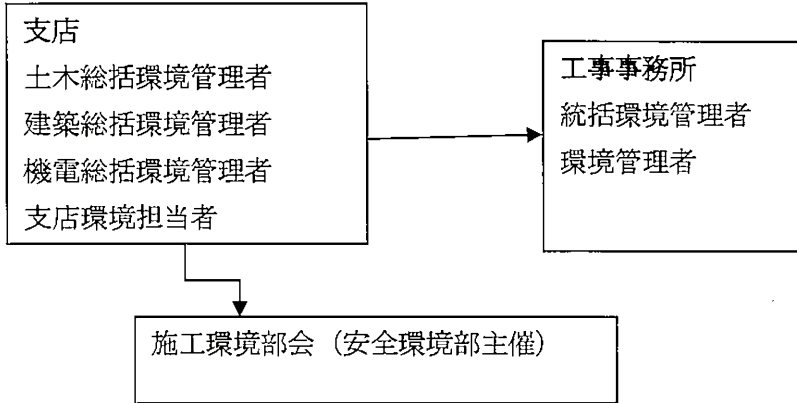 支店
土木総括環境管理者
建築総括環境管理者
機電総括環境管理者
支店環境担当者
工事事務所
統括環境管理者
環境管理者
施工環境部会（安全環境部主催）